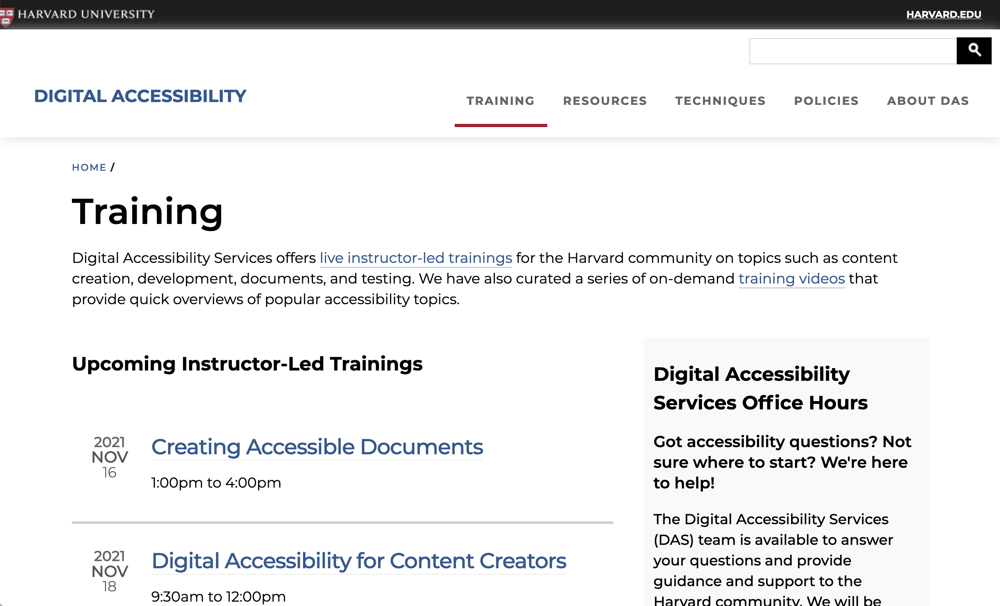 HARVARD UNIVERSITY
HARVARD.EDU
DIGITAL ACCESSIBILITY
TRAINING RESOURCES TECHNIQUES POLICIES ABOUT DAS
HOME /
Training
Digital Accessibility Services offers live instructor-led trainings for the Harvard community on topics such as content
creation, development, documents, and testing. We have also curated a series of on-demand training videos that
provide quick overviews of popular accessibility topics.
Upcoming Instructor-Led Trainings
2021
NOV
16
Creating Accessible Documents
1:00pm to 4:00pm
2021
NOV
18
Digital Accessibility for Content Creators
9:30am to 12:00pm
Digital Accessibility
Services Office Hours
Got accessibility questions? Not
sure where to start? We're here
to help!
The Digital Accessibility Services
(DAS) team is available to answer
your questions and provide
guidance and support to the
Harvard community. We will be